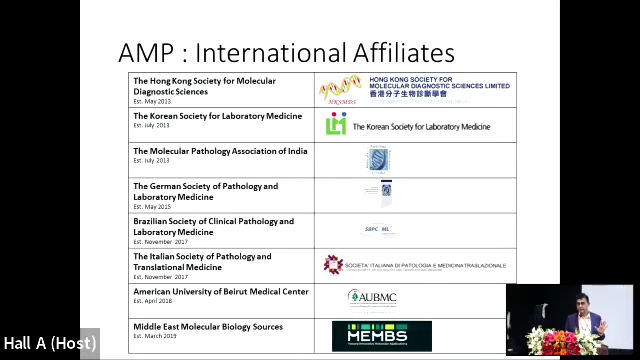 AMP : International Affiliates
The Hong Kong Society for Molecular
Diagnostic Sciences
Est. May 2013
HKSMDS
HONG KONG SOCIETY FOR
MOLECULAR DIAGNOSTIC SCIENCES LIMITED
香港分子生物診斷學會
The Korean Society for Laboratory Medicine
Est. July 2013
The Korean Society for Laboratory Medicine
The Molecular Pathology Association of India
Est. July 2013
The German Society of Pathology and
Laboratory Medicine
Est. May 2015
Brazilian Society of Clinical Pathology and
Laboratory Medicine
Est. November 2017
SBPC ML
The Italian Society of Pathology and
Translational Medicine
Est. November 2017
SOCIETA' ITALIANA DI PATOLOGIA E MEDICINA TRASLAZIONALE
American University of Beirut Medical Center
Est. April 2018
AUBMC
Middle East Molecular Biology Sources
Est. March 2019
MEMBS
Hall A (Host)